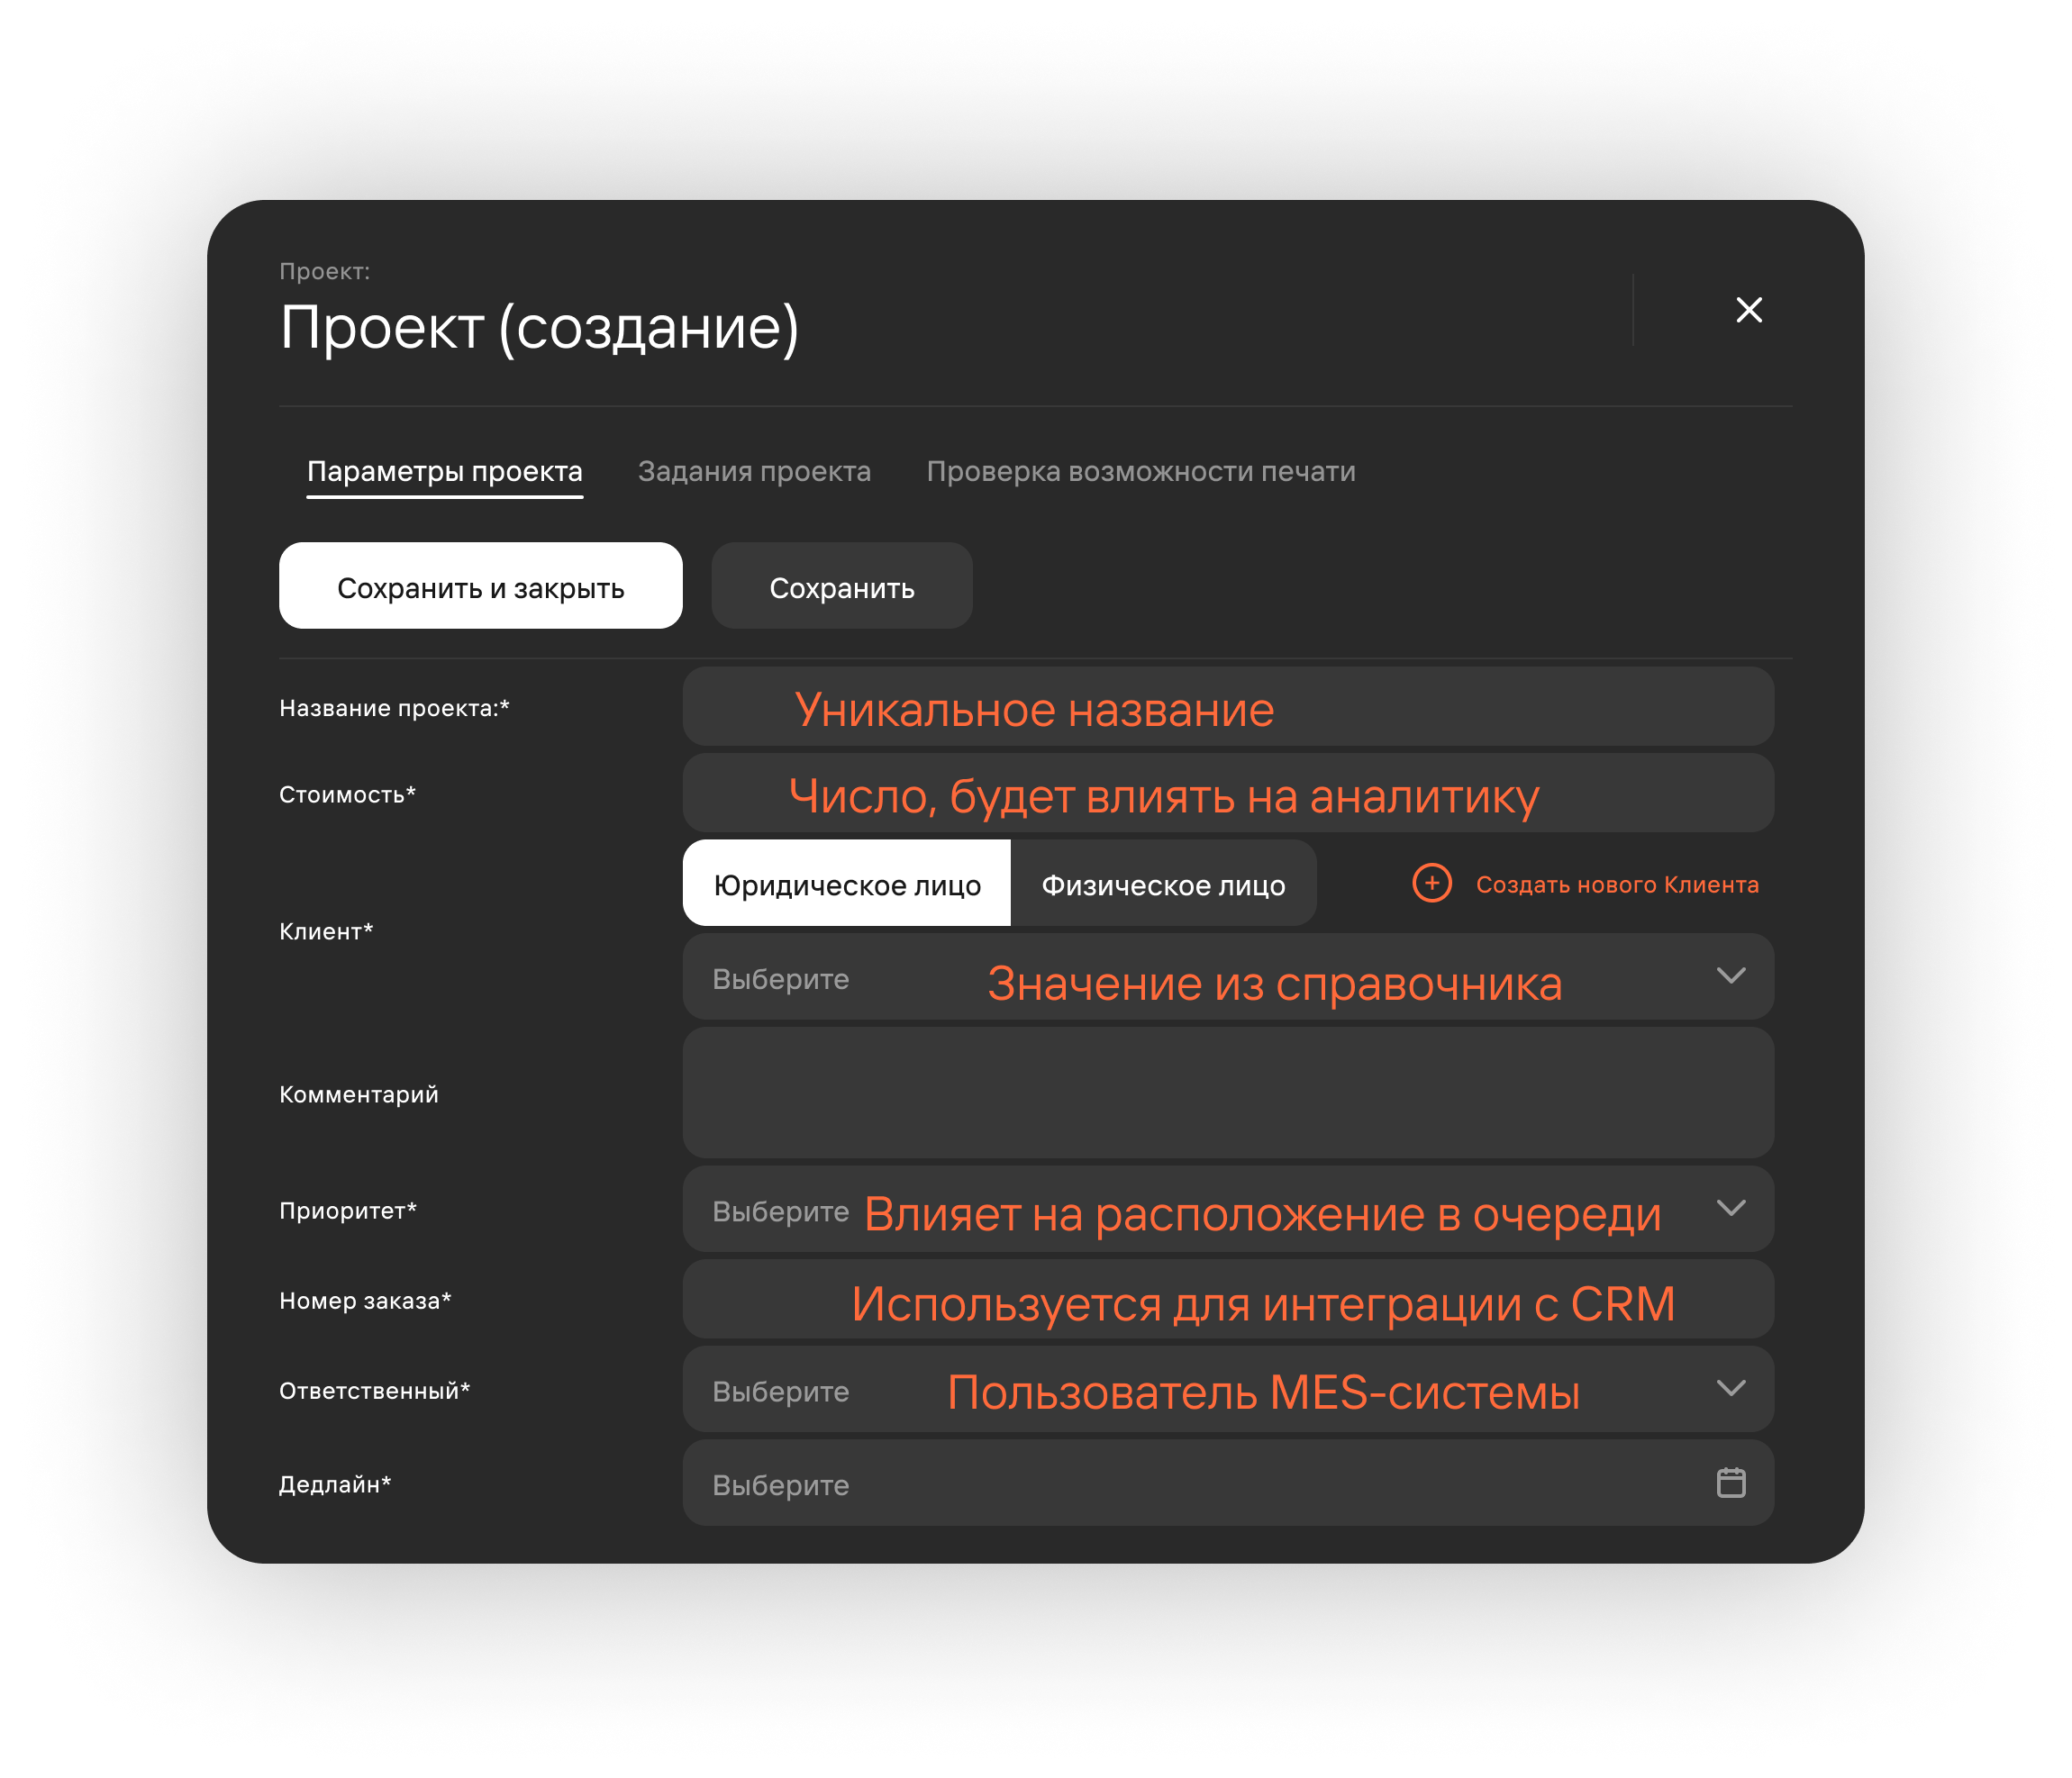 Проект:
Проект (создание)
Параметры проекта Задания проекта Проверка возможности печати
Сохранить и закрыть Сохранить
Название проекта:* Уникальное название
Стоимость* Число, будет влиять на аналитику
Юридическое лицо Физическое лицо Создать нового Клиента
Клиент*
Выберите Значение из справочника
Комментарий
Приоритет* Выберите Влияет на расположение в очереди
Номер заказа* Используется для интеграции с CRM
Ответственный* Выберите Пользователь MES-системы
Дедлайн* Выберите